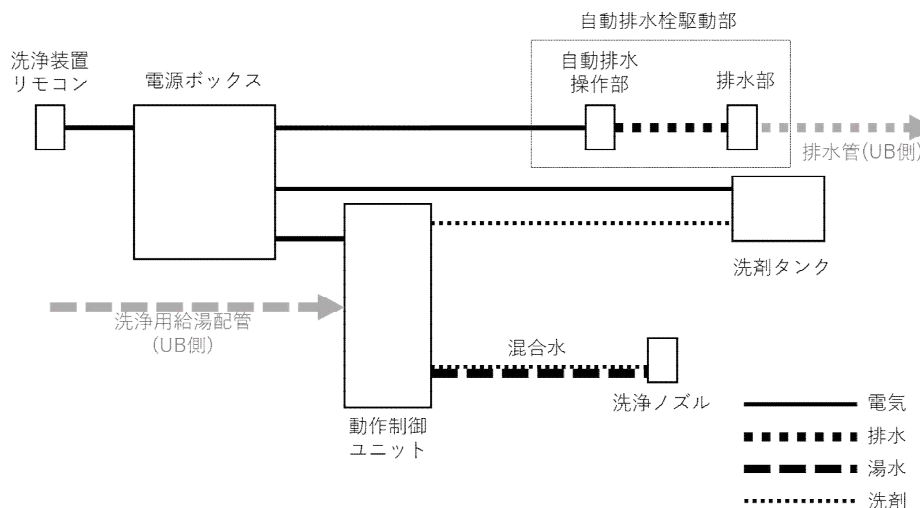 自動排水栓駆動部
洗浄装置
リモコン
電源ボックス
自動排水
操作部
排水部
排水管(UB側)
洗剤タンク
洗浄用給湯配管
(UB側)
混合水
洗浄ノズル
動作制御
ユニット
電気
排水
湯水
洗剤